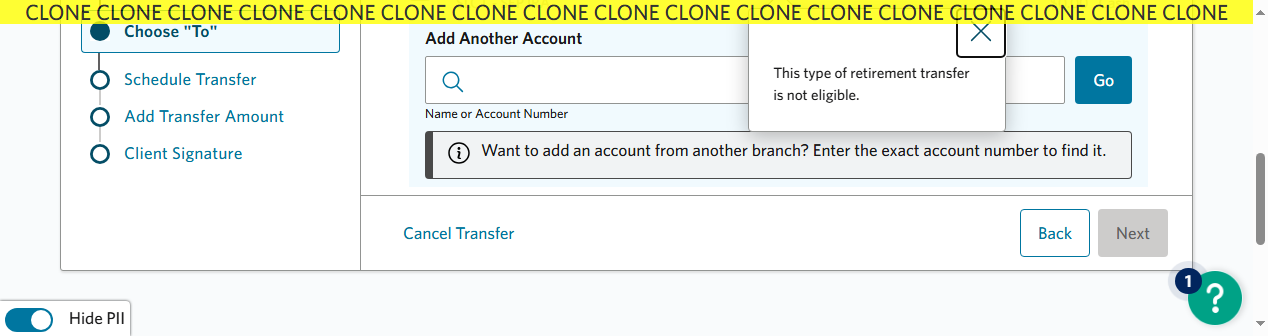 CLONE CLONE CLONE CLONE CLONE CLONE CLONE CLONE CLONE CLONE CLONE CLONE CLONE CLONE CLONE CLONE CLONE
Choose "To"
Schedule Transfer
Add Transfer Amount
Client Signature
Add Another Account
Go
Name or Account Number
This type of retirement transfer
is not eligible.
Want to add an account from another branch? Enter the exact account number to find it.
Cancel Transfer
Back
Next
Hide PII
1
?